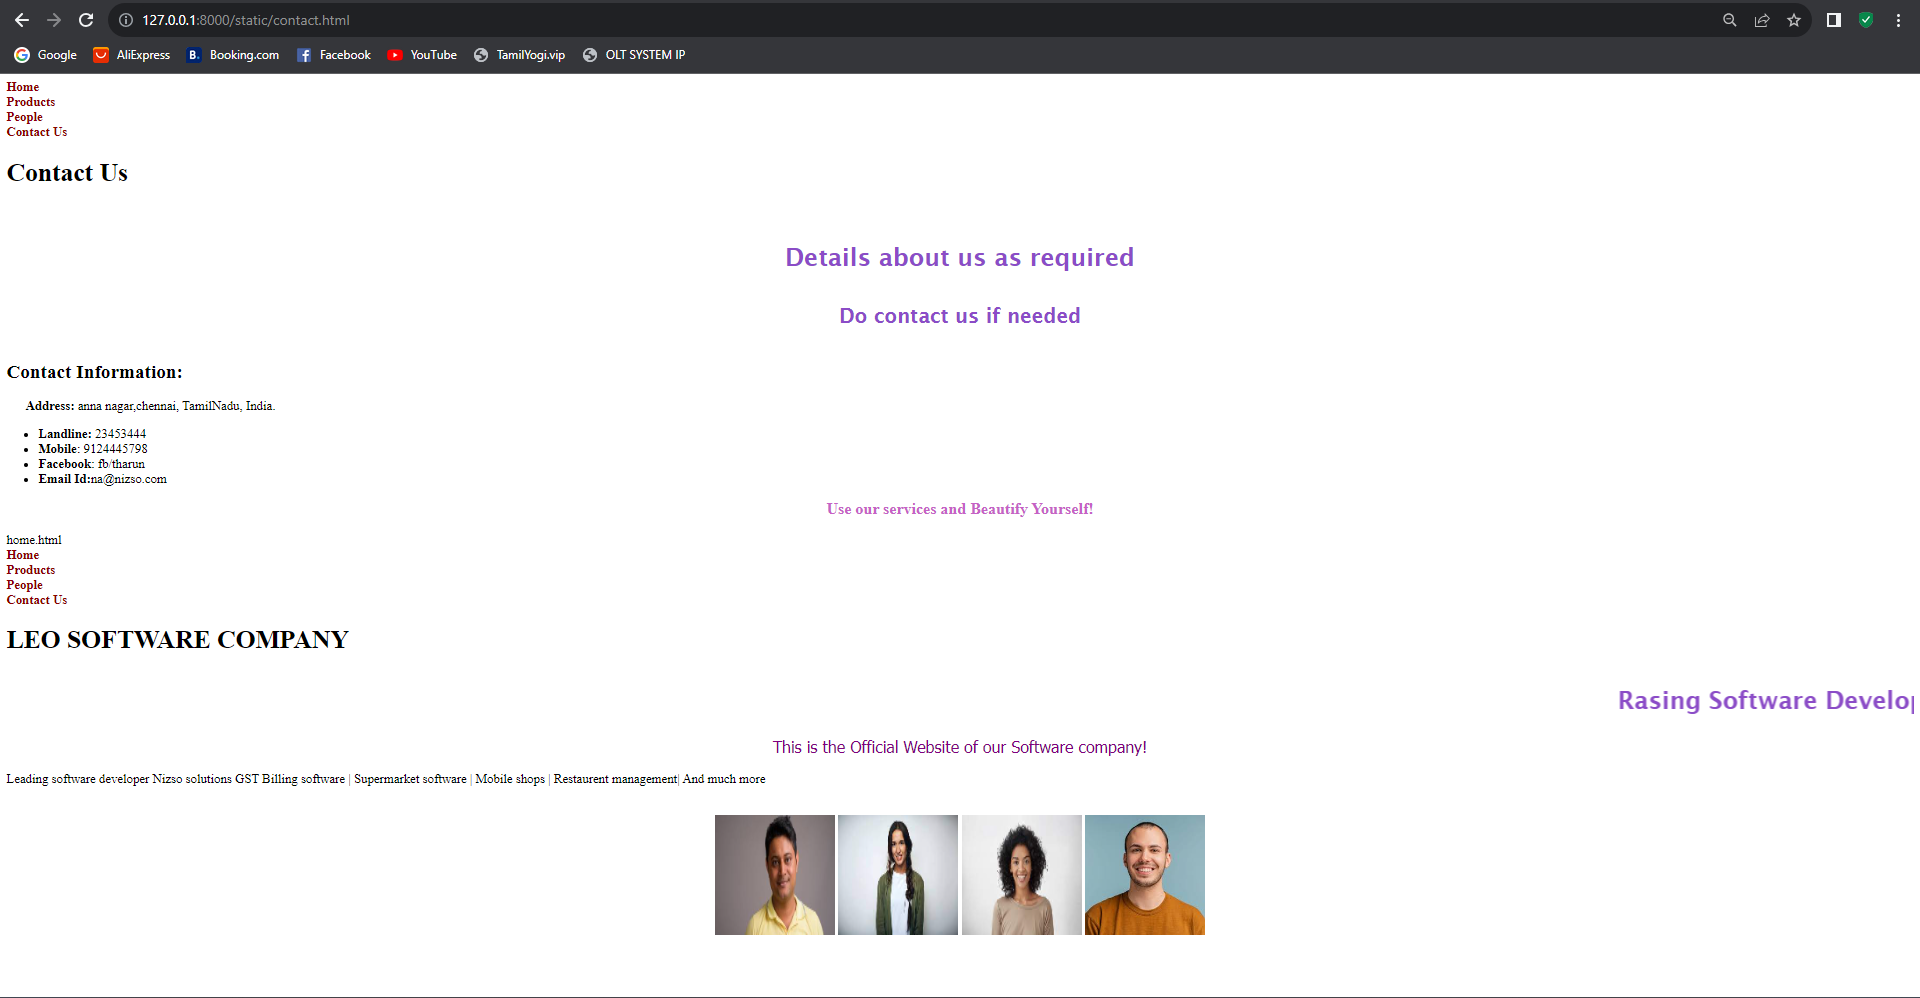 127.0.0.1:8000/static/contact.html
Google AliExpress Booking.com Facebook YouTube TamilYogi.vip OLT SYSTEM IP
Home
Products
People
Contact Us
Contact Us
Details about us as required
Do contact us if needed
Contact Information:
Address: anna nagar,chennai, TamilNadu, India.
Landline: 23453444
Mobile: 9124445798
Facebook: fb/tharun
Email Id:na@nizso.com
Use our services and Beautify Yourself!
home.html
Home
Products
People
Contact Us
LEO SOFTWARE COMPANY
Rasing Software Develop
This is the Official Website of our Software company!
Leading software developer Nizso solutions GST Billing software | Supermarket software | Mobile shops | Restaurent management| And much more